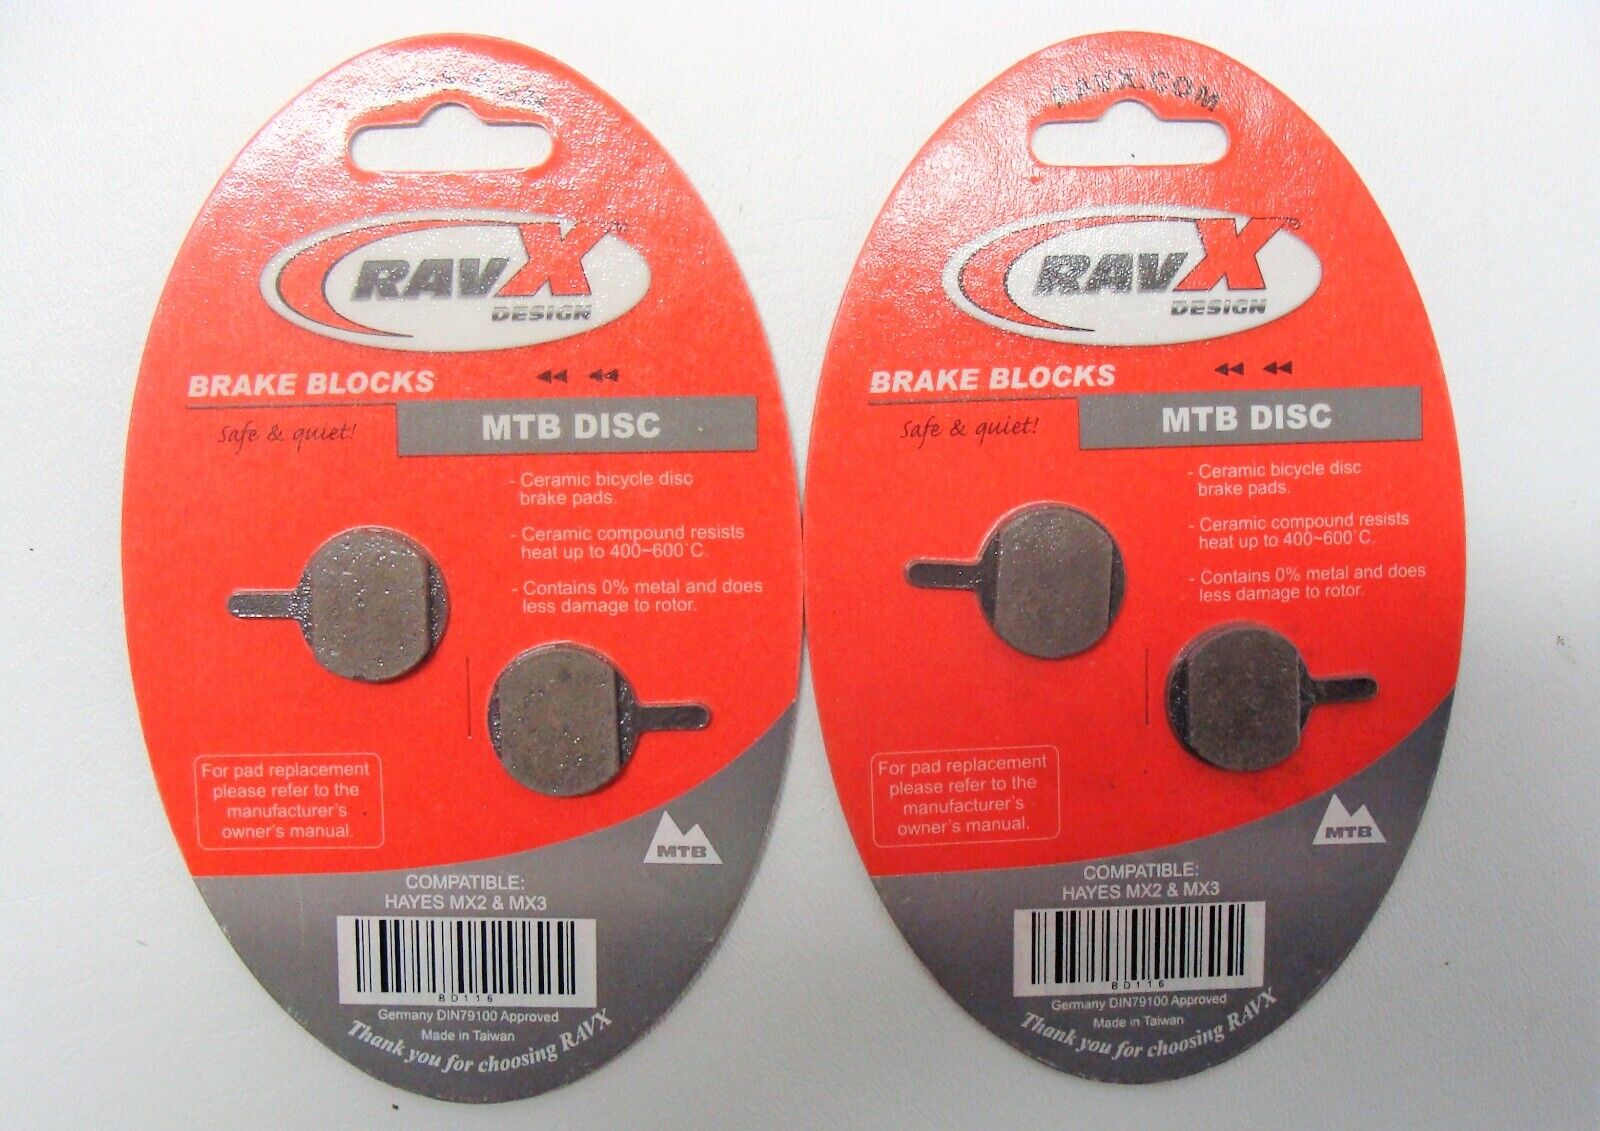 RAVX
DESIGN
BRAKE BLOCKS
Safe & quiet!
MTB DISC
- Ceramic bicycle disc
brake pads.
- Ceramic compound resists
heat up to 400~600°C.
- Contains 0% metal and does
less damage to rotor.
For pad replacement
please refer to the
manufacturer's
owner's manual.
MTB
COMPATIBLE:
HAYES MX2 & MX3
BD116
Germany DIN79100 Approved
Made in Taiwan
Thank you for choosing RAVX
RAVX.COM
RAVX®
DESIGN
BRAKE BLOCKS
Safe & quiet!
MTB DISC
- Ceramic bicycle disc
brake pads.
- Ceramic compound resists
heat up to 400~600°C.
- Contains 0% metal and does
less damage to rotor.
For pad replacement
please refer to the
manufacturer's
owner's manual.
MTB
COMPATIBLE:
HAYES MX2 & MX3
BD116
Germany DIN79100 Approved
Made in Taiwan
Thank you for choosing RAVX